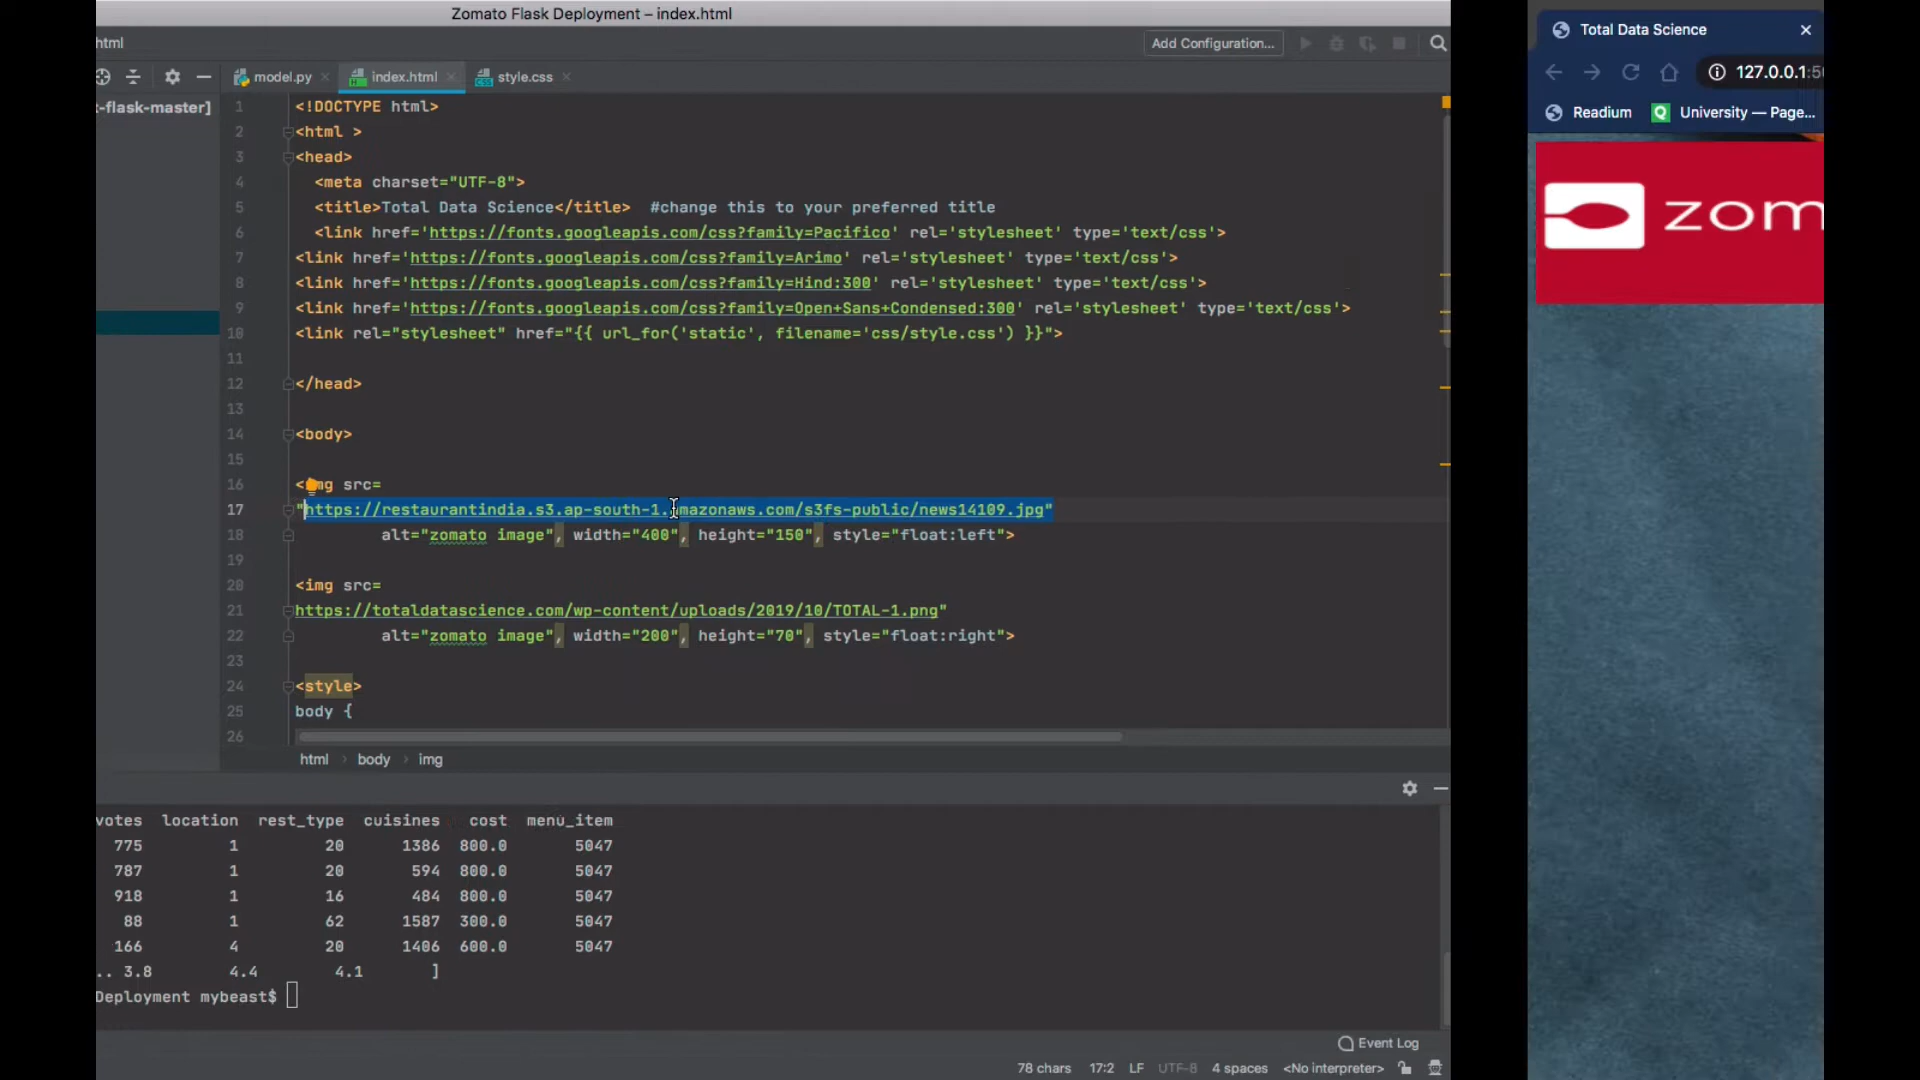 Zomato Flask Deployment – index.html
html
Add Configuration...
model.py
index.html
style.css
t-flask-master]
1 <!DOCTYPE html>
2 <html >
3 <head>
4 <meta charset="UTF-8">
5 <title>Total Data Science</title> #change this to your preferred title
6 <link href='https://fonts.googleapis.com/css?family=Pacifico' rel='stylesheet' type='text/css'>
7 <link href='https://fonts.googleapis.com/css?family=Arimo' rel='stylesheet' type='text/css'>
8 <link href='https://fonts.googleapis.com/css?family=Hind:300' rel='stylesheet' type='text/css'>
9 <link href='https://fonts.googleapis.com/css?family=Open+Sans+Condensed:300' rel='stylesheet' type='text/css'>
10 <link rel="stylesheet" href="{{ url_for('static', filename='css/style.css') }}">
11
12 </head>
13
14 <body>
15
16 <img src=
17 "https://restaurantindia.s3.ap-south-1.amazonaws.com/s3fs-public/news14109.jpg"
18 alt="zomato image", width="400", height="150", style="float:left">
19
20 <img src=
21 https://totaldatascience.com/wp-content/uploads/2019/10/TOTAL-1.png"
22 alt="zomato image", width="200", height="70", style="float:right">
23
24 <style>
25 body {
26
html › body › img
votes location rest_type cuisines cost menu_item
775 1 20 1386 800.0 5047
787 1 20 594 800.0 5047
918 1 16 484 800.0 5047
88 1 62 1587 300.0 5047
166 4 20 1406 600.0 5047
.. 3.8 4.4 4.1 ]
Deployment mybeast$
Event Log
78 chars 17:2 LF UTF-8 4 spaces <No interpreter>
Total Data Science
127.0.0.1:50
Readium
University — Page...
zom